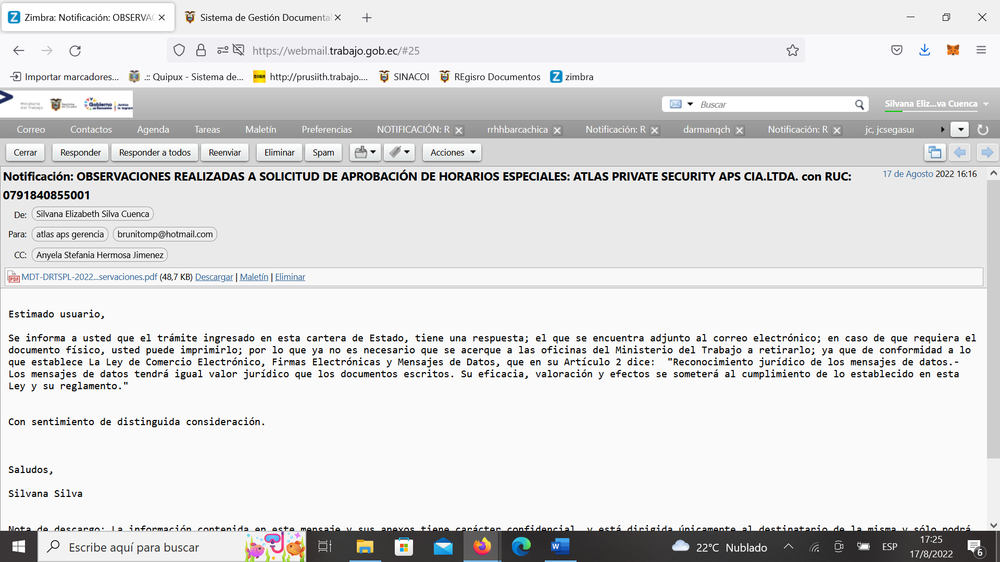 Zimbra: Notificación: OBSERVAC
Sistema de Gestión Documental
https://webmail.trabajo.gob.ec/#25
Importar marcadores...
.:: Quipux - Sistema de...
http://prusiith.trabajo....
SINACOI
REgisro Documentos
zimbra
Ministerio del Trabajo
Gobierno del Encuentro
Juntos lo logramos
Buscar
Silvana Eliz...va Cuenca
Correo
Contactos
Agenda
Tareas
Maletín
Preferencias
NOTIFICACIÓN: R
rrhhbarcachica
Notificación: R
darmanqch
Notificación: R
jc, jcsegasur
Cerrar
Responder
Responder a todos
Reenviar
Eliminar
Spam
Acciones
Notificación: OBSERVACIONES REALIZADAS A SOLICITUD DE APROBACIÓN DE HORARIOS ESPECIALES: ATLAS PRIVATE SECURITY APS CIA.LTDA. con RUC:
0791840855001
17 de Agosto 2022 16:16
De: Silvana Elizabeth Silva Cuenca
Para: atlas aps gerencia brunitomp@hotmail.com
CC: Anyela Stefania Hermosa Jimenez
MDT-DRTSPL-2022...servaciones.pdf (48,7 KB) Descargar | Maletín | Eliminar
Estimado usuario,
Se informa a usted que el trámite ingresado en esta cartera de Estado, tiene una respuesta; el que se encuentra adjunto al correo electrónico; en caso de que requiera el
documento físico, usted puede imprimirlo; por lo que ya no es necesario que se acerque a las oficinas del Ministerio del Trabajo a retirarlo; ya que de conformidad a lo
que establece La Ley de Comercio Electrónico, Firmas Electrónicas y Mensajes de Datos, que en su Artículo 2 dice:  "Reconocimiento jurídico de los mensajes de datos.-
Los mensajes de datos tendrá igual valor jurídico que los documentos escritos. Su eficacia, valoración y efectos se someterá al cumplimiento de lo establecido en esta
Ley y su reglamento."
Con sentimiento de distinguida consideración.
Saludos,
Silvana Silva
Nota de descargo: La información contenida en este mensaje y sus anexos tiene carácter confidencial, y está dirigida únicamente al destinatario de la misma y sólo podrá
Escribe aquí para buscar
22°C Nublado
ESP
17:25
17/8/2022
6